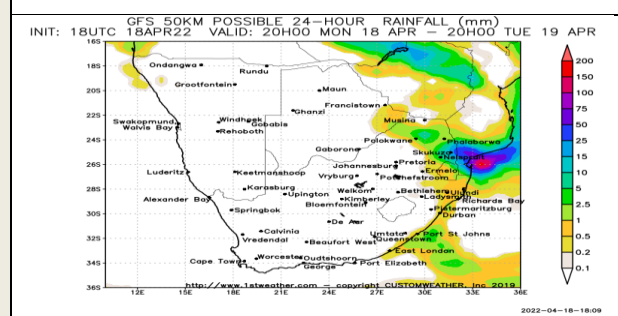 GFS 50KM POSSIBLE 24-HOUR RAINFALL (mm)
INIT: 18UTC 18APR22 VALID: 20H00 MON 18 APR - 20H00 TUE 19 APR
16S
18S
20S
22S
24S
26S
28S
30S
32S
34S
36S
12E 15E 18E 21E 24E 27E 30E 33E 36E
Ondangwa
Rundu
Grootfontein
Maun
Ghanzi
Francistown
Swakopmund
Walvis Bay
Windhoek
Gobabis
Rehoboth
Musina
Polokwane
Phalaborwa
Gaborone
Skukuza
Nelspruit
Johannesburg
Pretoria
Luderitz
Keetmanshoop
Vryburg
Potchefstroom
Ermelo
Karasburg
Upington
Welkom
Bethlehem
Ulundi
Alexander Bay
Kimberley
Ladysmith
Richards Bay
Springbok
Bloemfontein
Pietermaritzburg
Durban
De Aar
Calvinia
Vredendal
Umtata
Port St Johns
Beaufort West
Queenstown
East London
Cape Town
Worcester
Oudtshoorn
George
Port Elizabeth
http://www.1stweather.com - copyright CUSTOMWEATHER, Inc 2019
200
150
100
75
50
25
15
10
5
2.5
1
0.5
0.2
0.1
2022-04-18-18:09